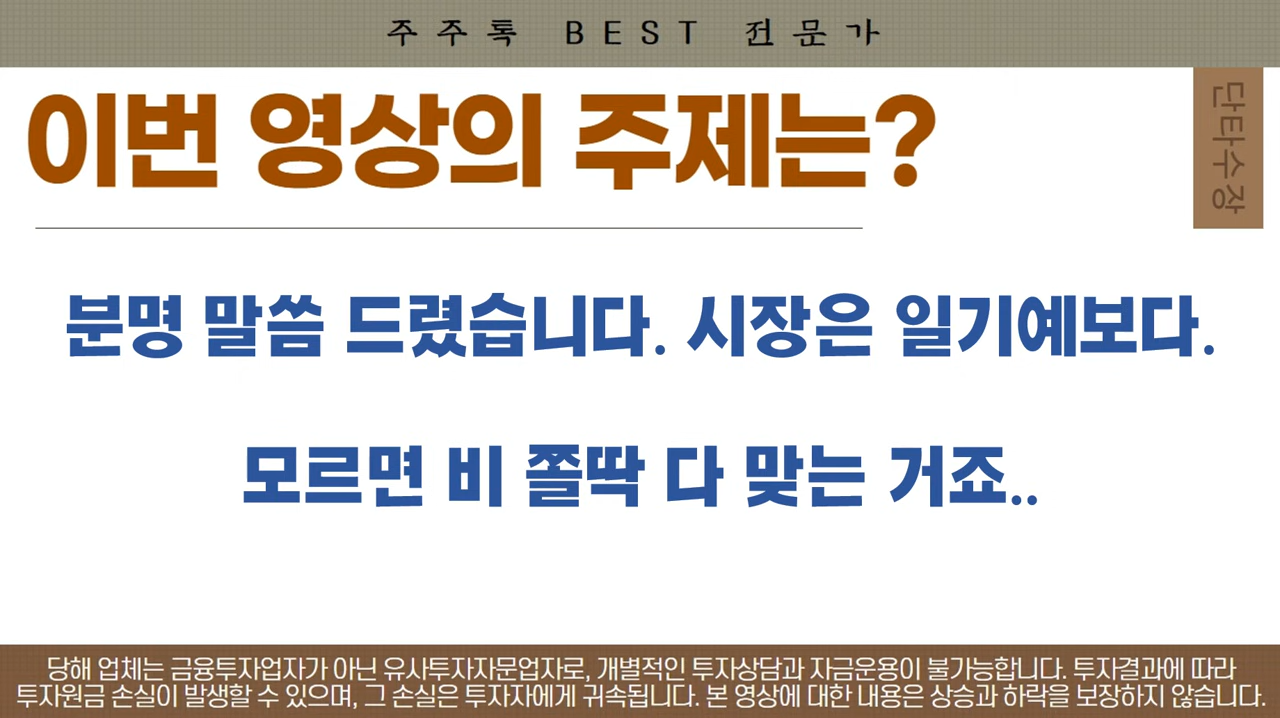 주주톡 BEST 전문가
이번 영상의 주제는?
단타수장
분명 말씀 드렸습니다. 시장은 일기예보다.
모르면 비 쫄딱 다 맞는 거죠..
당해 업체는 금융투자업자가 아닌 유사투자자문업자로, 개별적인 투자상담과 자금운용이 불가능합니다. 투자결과에 따라
투자원금 손실이 발생할 수 있으며, 그 손실은 투자자에게 귀속됩니다. 본 영상에 대한 내용은 상승과 하락을 보장하지 않습니다.